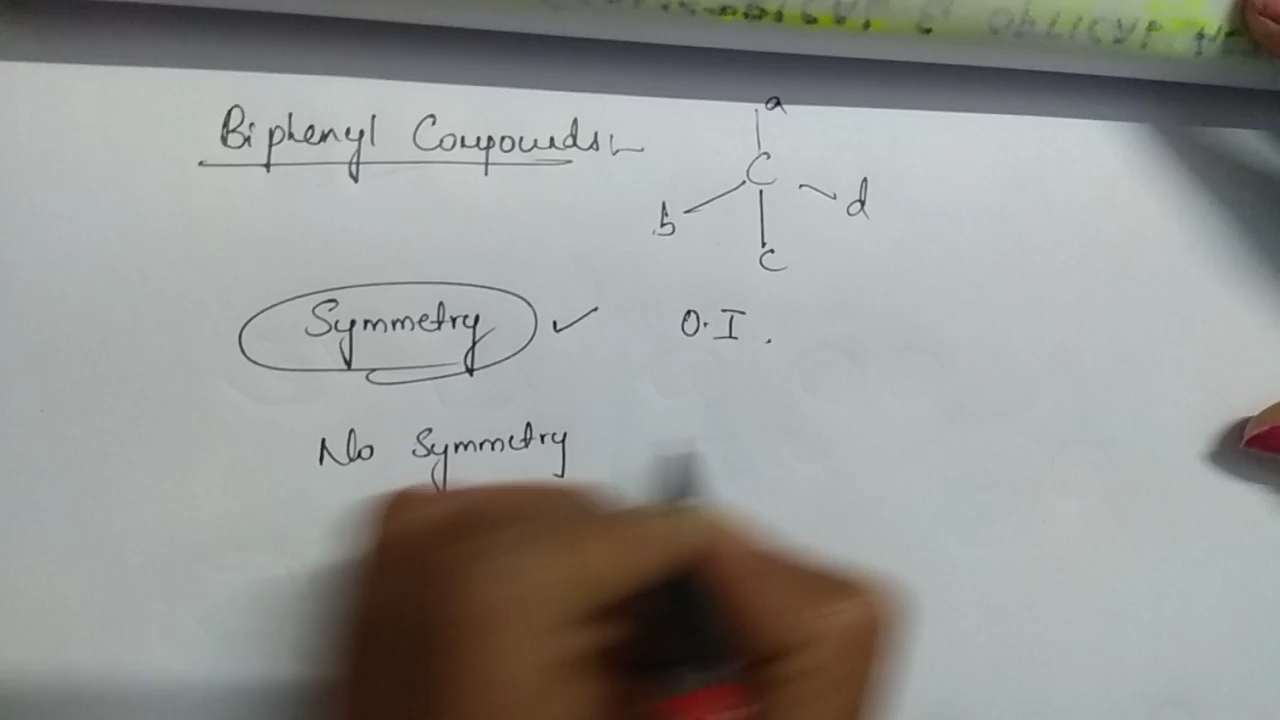 Biphenyl Compounds:-
a
C
b d
C
Symmetry ✓ O.I.
No Symmetry